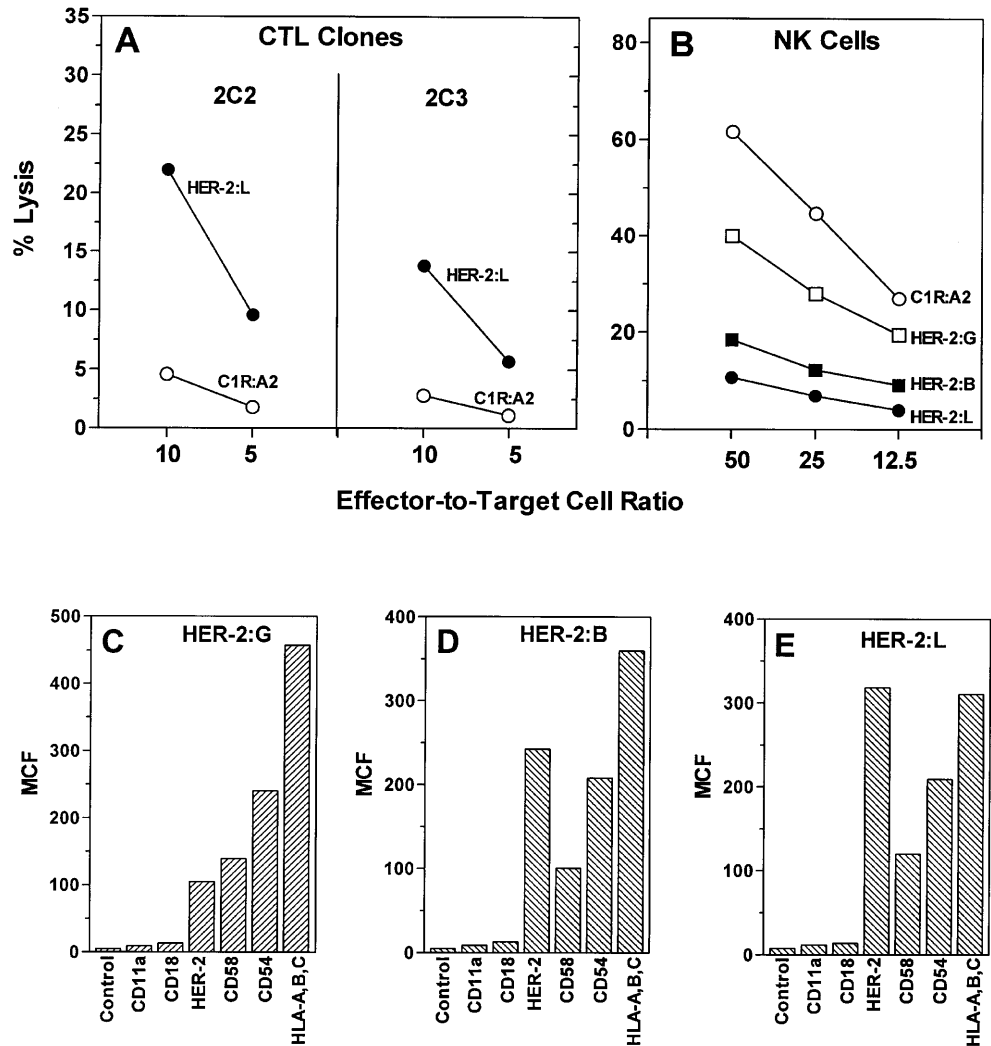 A
CTL Clones
2C2
2C3
% Lysis
35
30
25
20
15
10
5
0
HER-2:L
C1R:A2
HER-2:L
C1R:A2
10
5
10
5
B
NK Cells
80
60
40
20
0
C1R:A2
HER-2:G
HER-2:B
HER-2:L
50
25
12.5
Effector-to-Target Cell Ratio
C
HER-2:G
MCF
500
400
300
200
100
0
Control
CD11a
CD18
HER-2
CD58
CD54
HLA-A,B,C
D
HER-2:B
MCF
400
300
200
100
0
Control
CD11a
CD18
HER-2
CD58
CD54
HLA-A,B,C
E
HER-2:L
MCF
400
300
200
100
0
Control
CD11a
CD18
HER-2
CD58
CD54
HLA-A,B,C